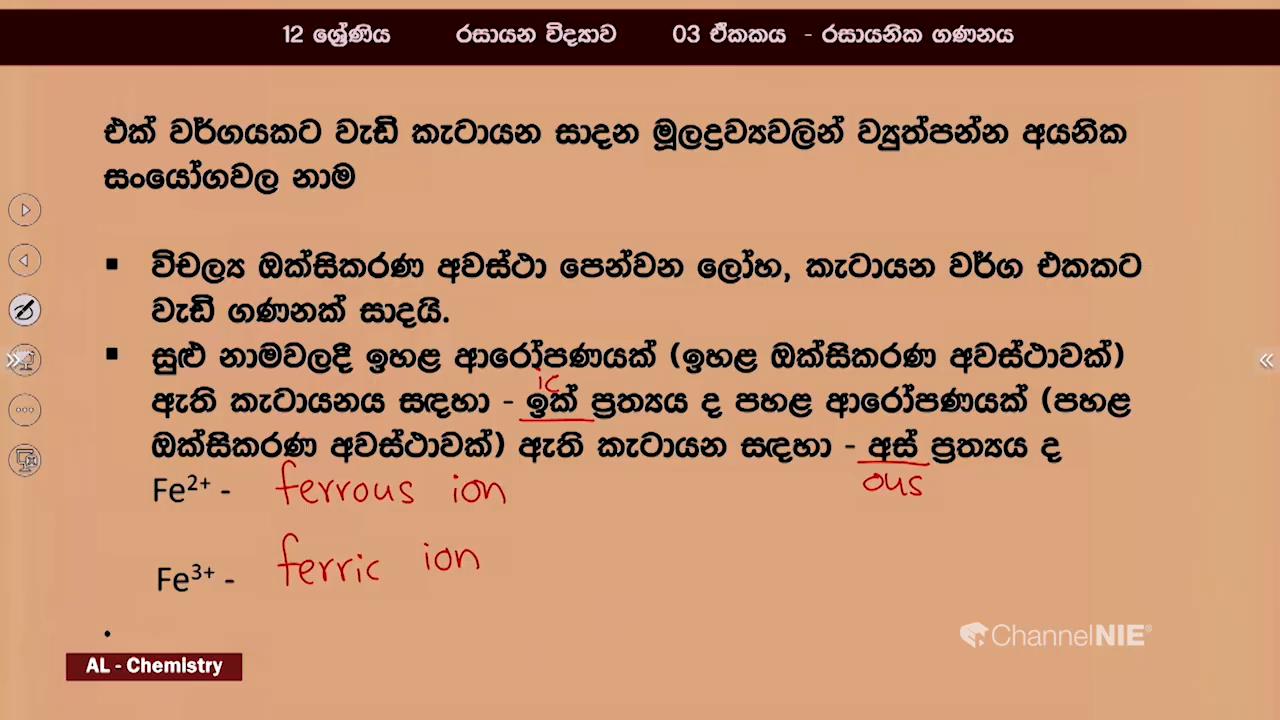 12 ශ්‍රේණිය රසායන විද්‍යාව 03 ඒකකය - රසායනික ගණනය
එක් වර්ගයකට වැඩි කැටායන සාදන මූලද්‍රව්‍යවලින් ව්‍යුත්පන්න අයනික
සංයෝගවල නාම
▪ විචල්‍ය ඔක්සිකරණ අවස්ථා පෙන්වන ලෝහ, කැටායන වර්ග එකකට
වැඩි ගණනක් සාදයි.
▪ සුළු නාමවලදී ඉහළ ආරෝපණයක් (ඉහළ ඔක්සිකරණ අවස්ථාවක්)
ic
ඇති කැටායනය සඳහා - ඉක් ප්‍රත්‍යය ද පහළ ආරෝපණයක් (පහළ
ඔක්සිකරණ අවස්ථාවක්) ඇති කැටායන සඳහා - අස් ප්‍රත්‍යය ද
ous
Fe²⁺ - ferrous ion
Fe³⁺ - ferric ion
ChannelNIE®
AL - Chemistry